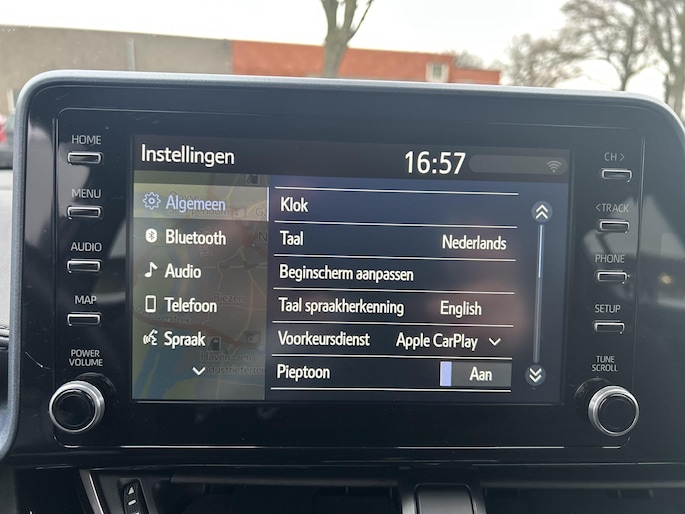 HOME
MENU
AUDIO
MAP
POWER
VOLUME
Instellingen
16:57
Algemeen
Bluetooth
Audio
Telefoon
Spraak
Klok
Taal Nederlands
Beginscherm aanpassen
Taal spraakherkenning English
Voorkeursdienst Apple CarPlay
Pieptoon Aan
CH >
< TRACK
PHONE
SETUP
TUNE
SCROLL